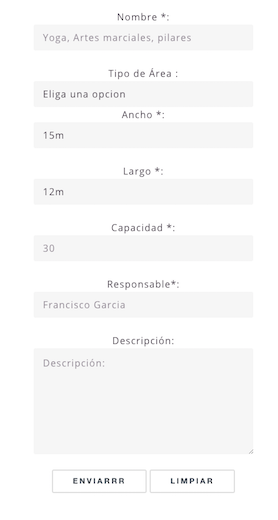 Nombre *:
Yoga, Artes marciales, pilares
Tipo de Área :
Eliga una opcion
Ancho *:
15m
Largo *:
12m
Capacidad *:
30
Responsable*:
Francisco Garcia
Descripción:
Descripción:
ENVIARRR LIMPIAR